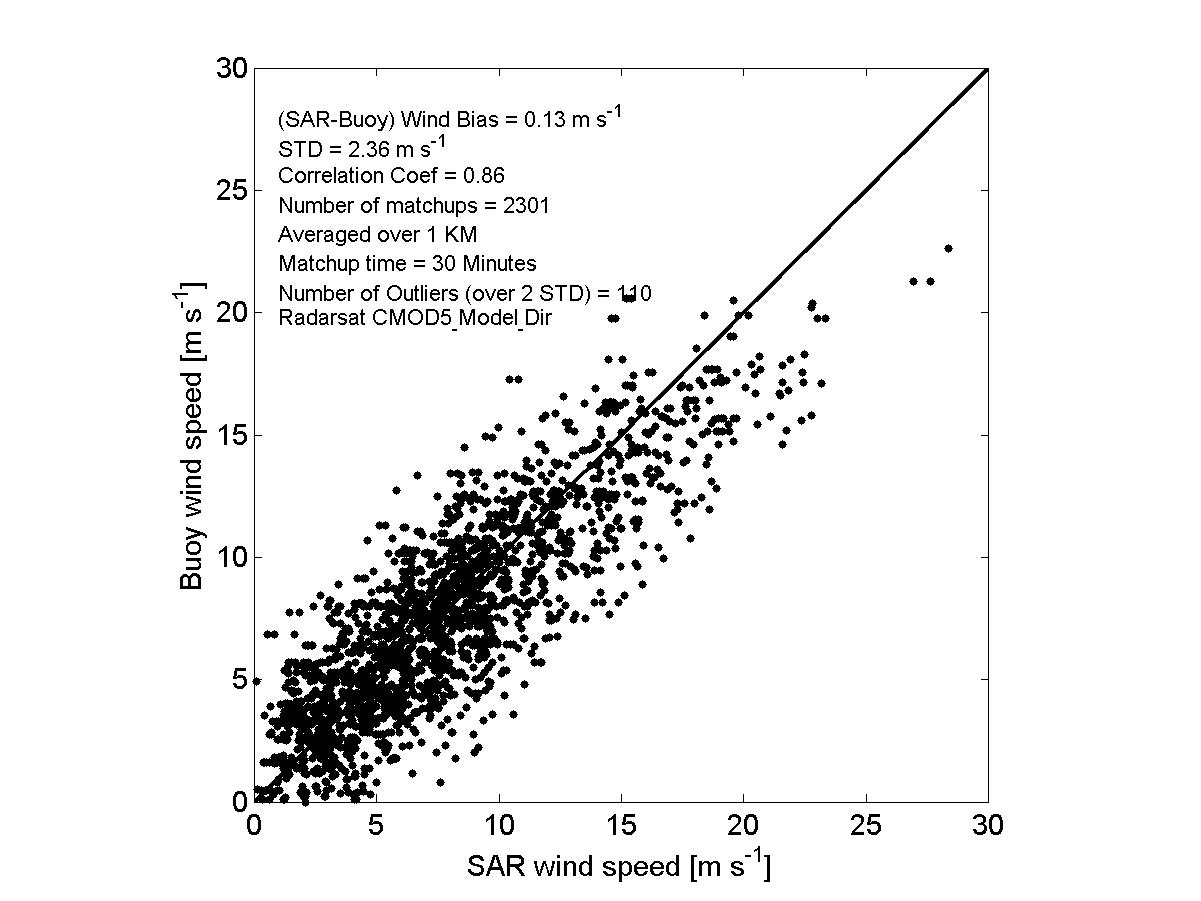 30
(SAR-Buoy) Wind Bias = 0.13 m s-1
STD = 2.36 m s-1
Correlation Coef = 0.86
25
Number of matchups = 2301
Averaged over 1 KM
Matchup time = 30 Minutes
Number of Outliers (over 2 STD) = 110
20
Radarsat CMOD5_Model_Dir
15
10
5
0
Buoy wind speed [m s-1]
0 5 10 15 20 25 30
SAR wind speed [m s-1]